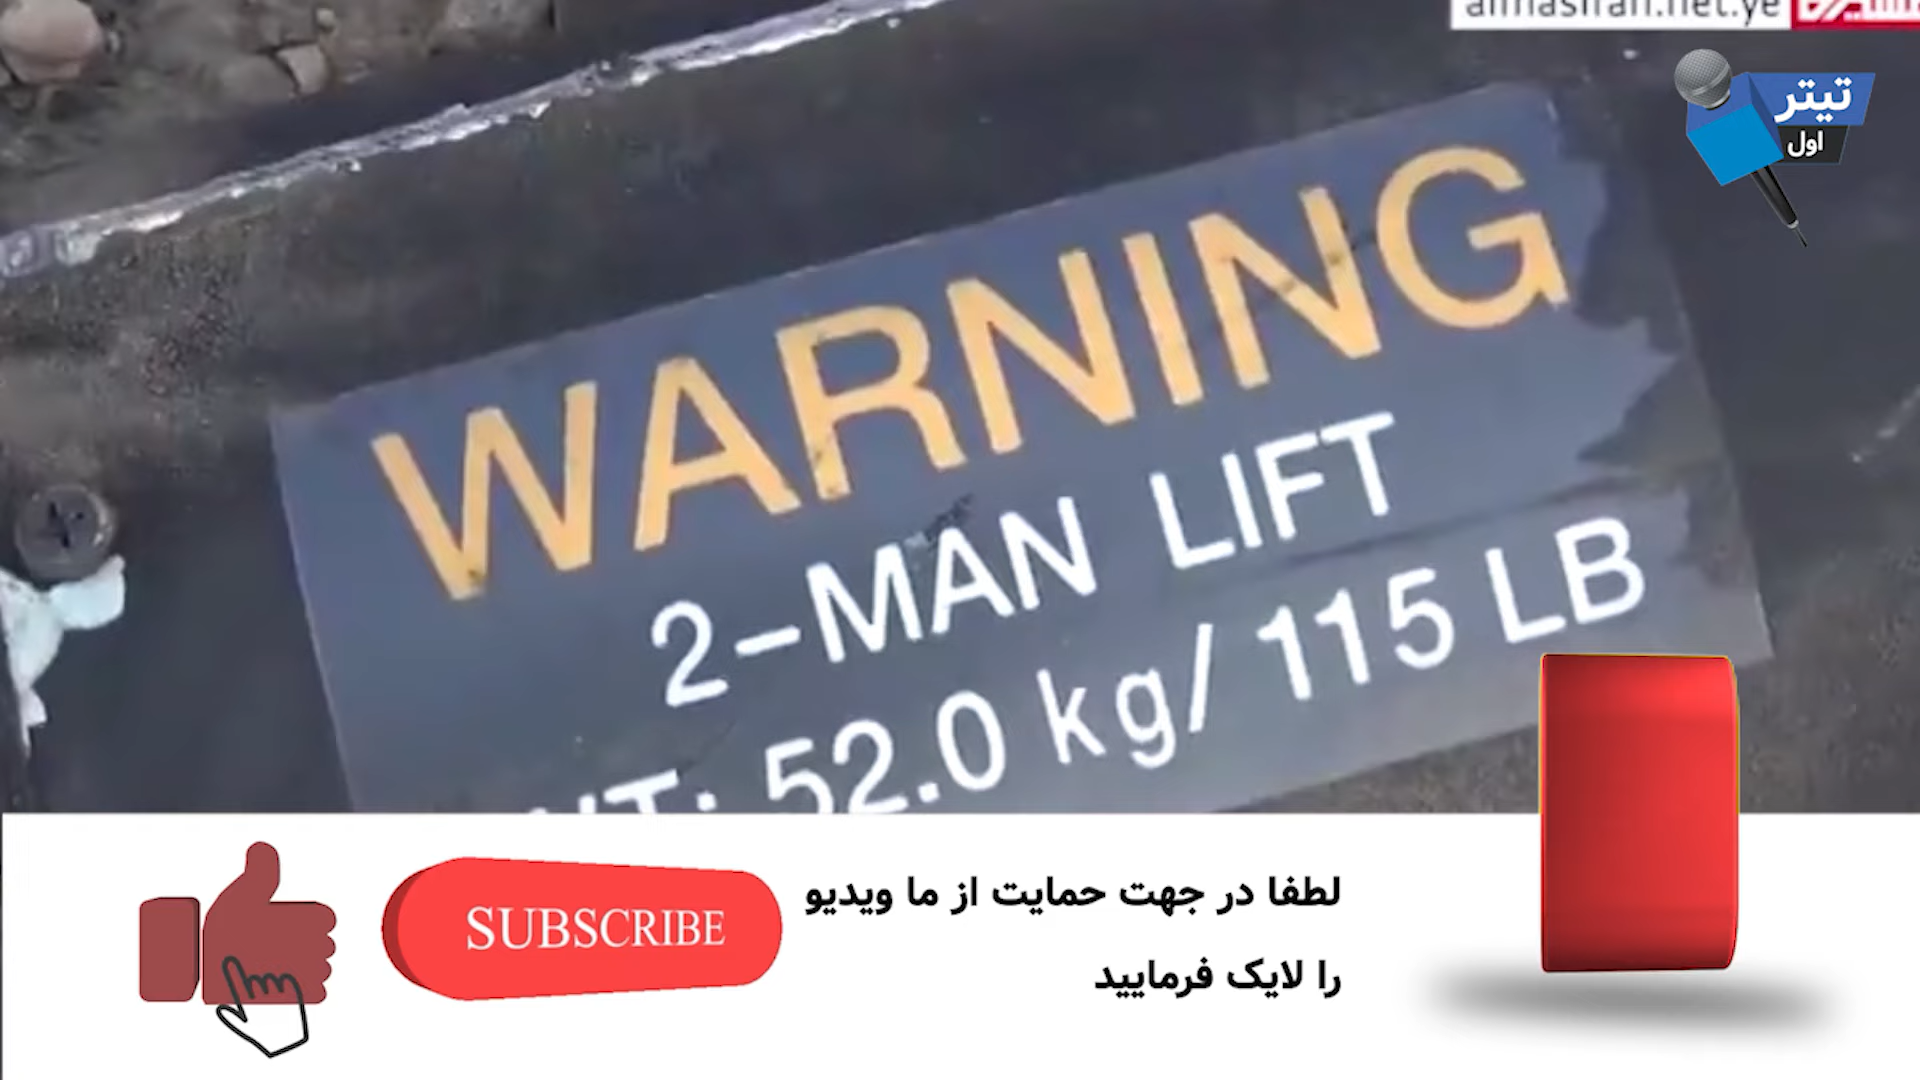 almasirah.net.ye
تیتر
اول
WARNING
2-MAN LIFT
WT: 52.0 kg/115 LB
SUBSCRIBE
لطفا در جهت حمایت از ما ویدیو
را لایک فرمایید